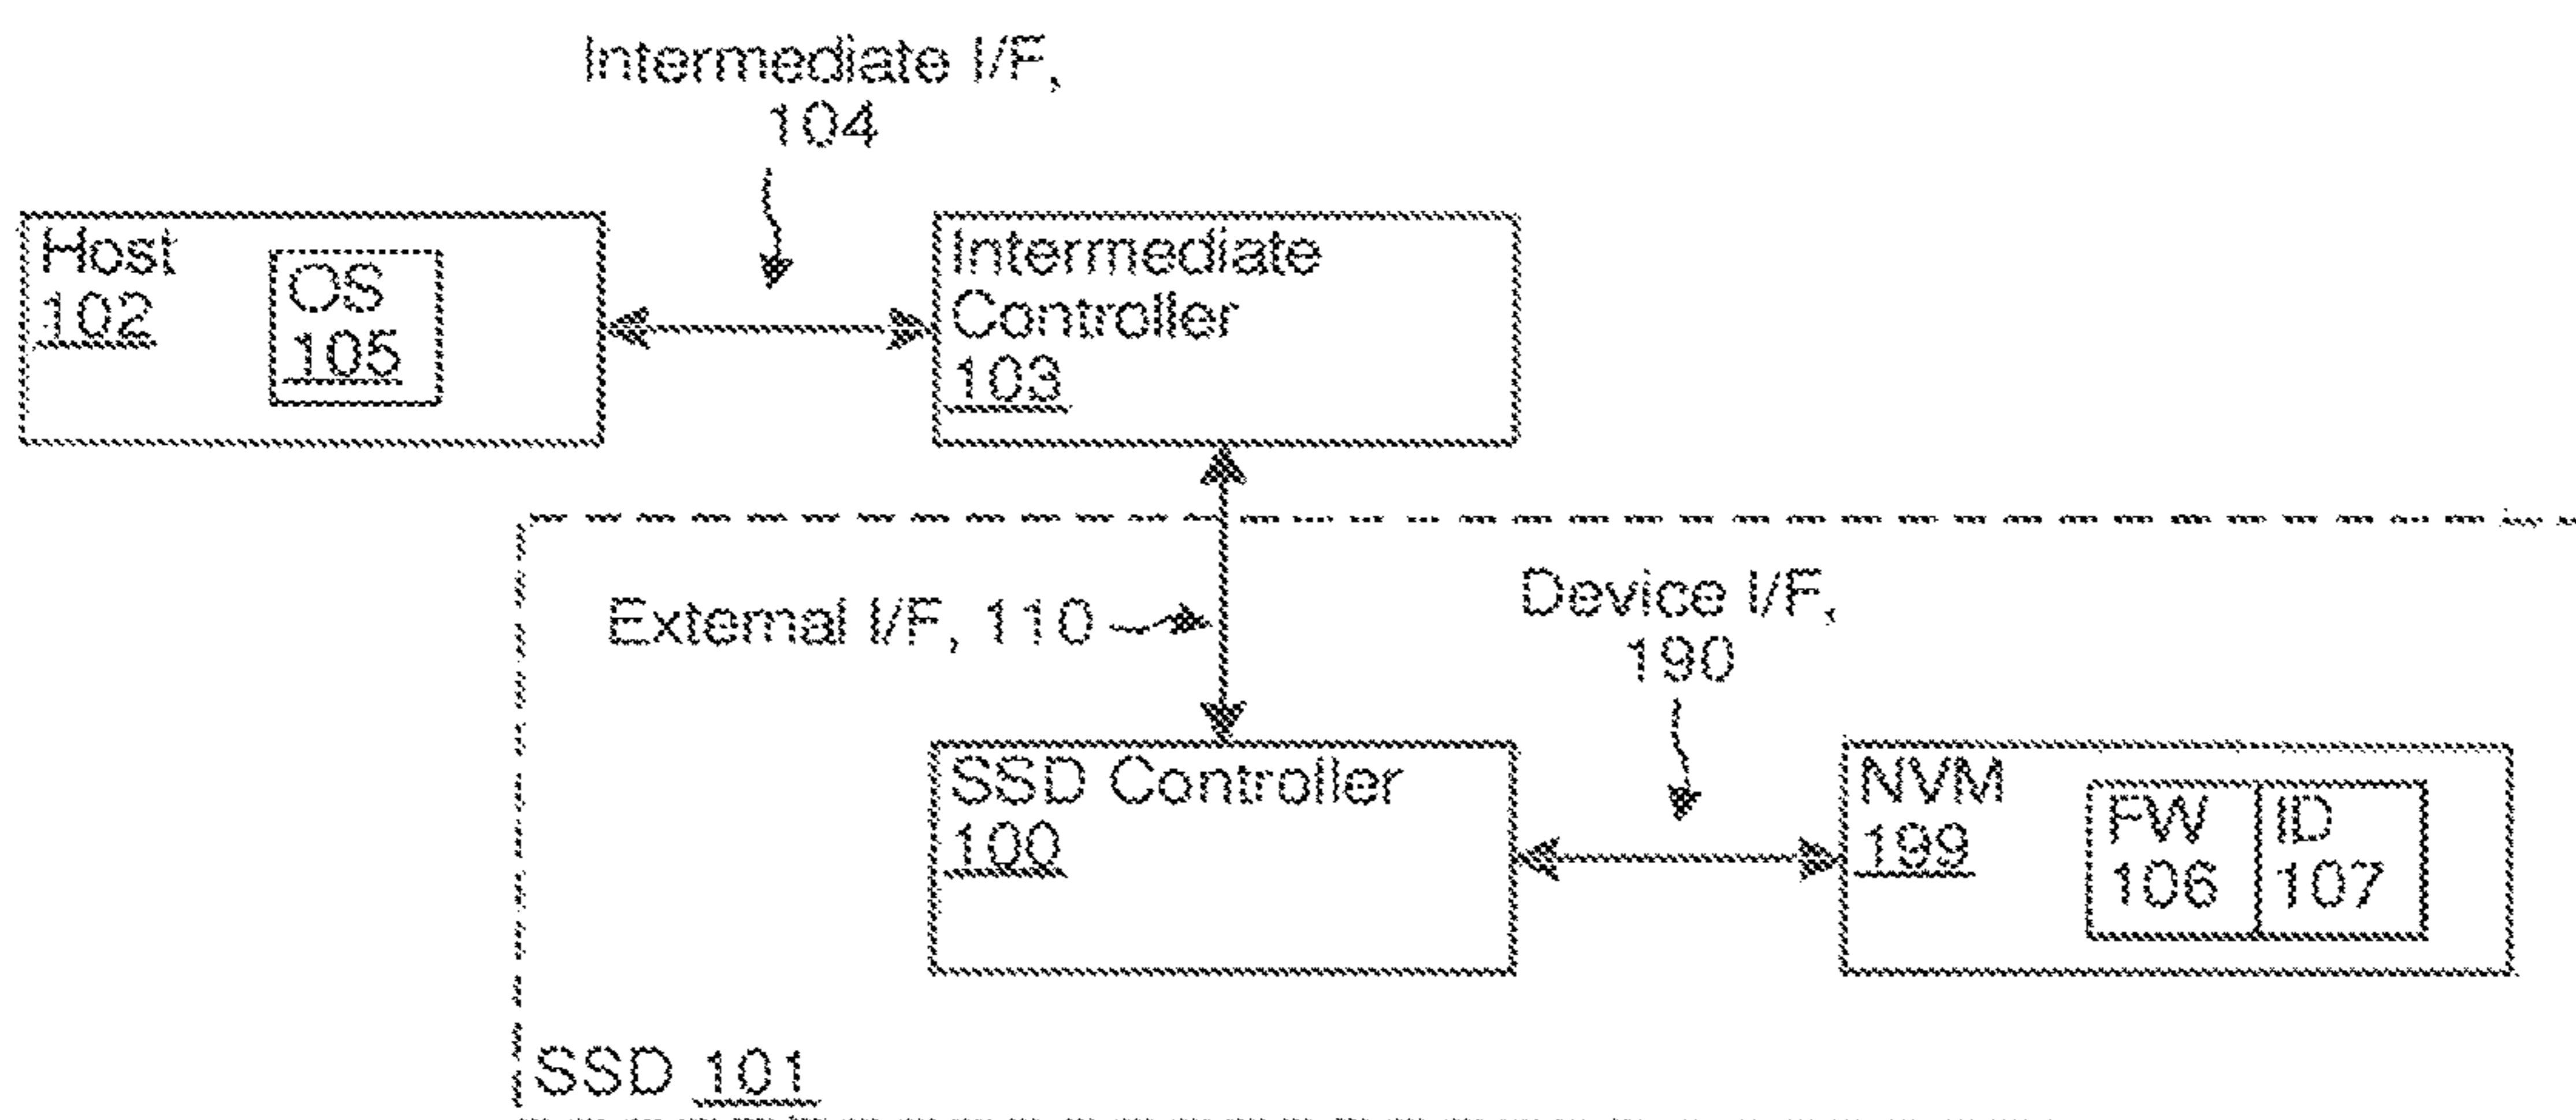 Intermediate I/F,
104
Host
102
OS
105
Intermediate
Controller
103
External I/F, 110
Device I/F,
190
SSD Controller
100
NVM
199
FW
106
ID
107
SSD 101